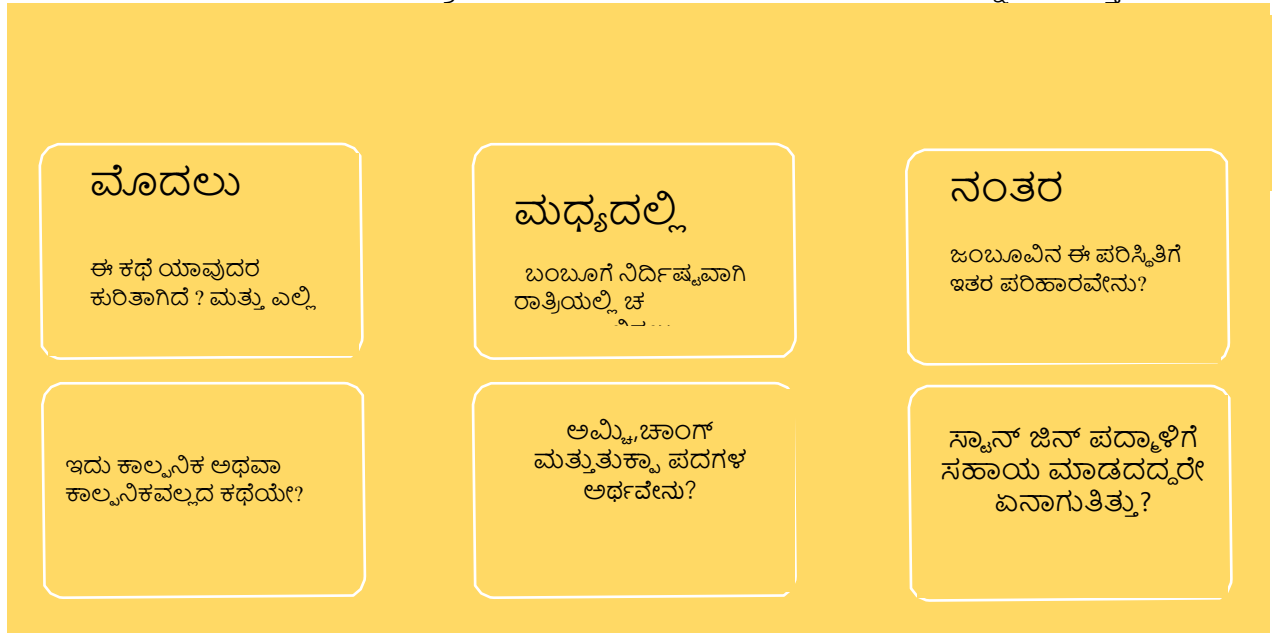 ಮೊದಲು
ಈ ಕಥೆ ಯಾವುದರ
ಕುರಿತಾಗಿದೆ ? ಮತ್ತು ಎಲ್ಲಿ
ಮಧ್ಯದಲ್ಲಿ
ಬಂಬೂಗೆ ನಿರ್ದಿಷ್ಟವಾಗಿ
ರಾತ್ರಿಯಲ್ಲಿ ಚ
ನಂತರ
ಜಂಬೂವಿನ ಈ ಪರಿಸ್ಥಿತಿಗೆ
ಇತರ ಪರಿಹಾರವೇನು?
ಇದು ಕಾಲ್ಪನಿಕ ಅಥವಾ
ಕಾಲ್ಪನಿಕವಲ್ಲದ ಕಥೆಯೇ?
ಅಮ್ಚಿ,ಚಾಂಗ್
ಮತ್ತುತುಕ್ಪಾ ಪದಗಳ
ಅರ್ಥವೇನು?
ಸ್ಟಾನ್ ಜಿನ್ ಪದ್ಮಾಳಿಗೆ
ಸಹಾಯ ಮಾಡದದ್ದರೇ
ಏನಾಗುತಿತ್ತು?